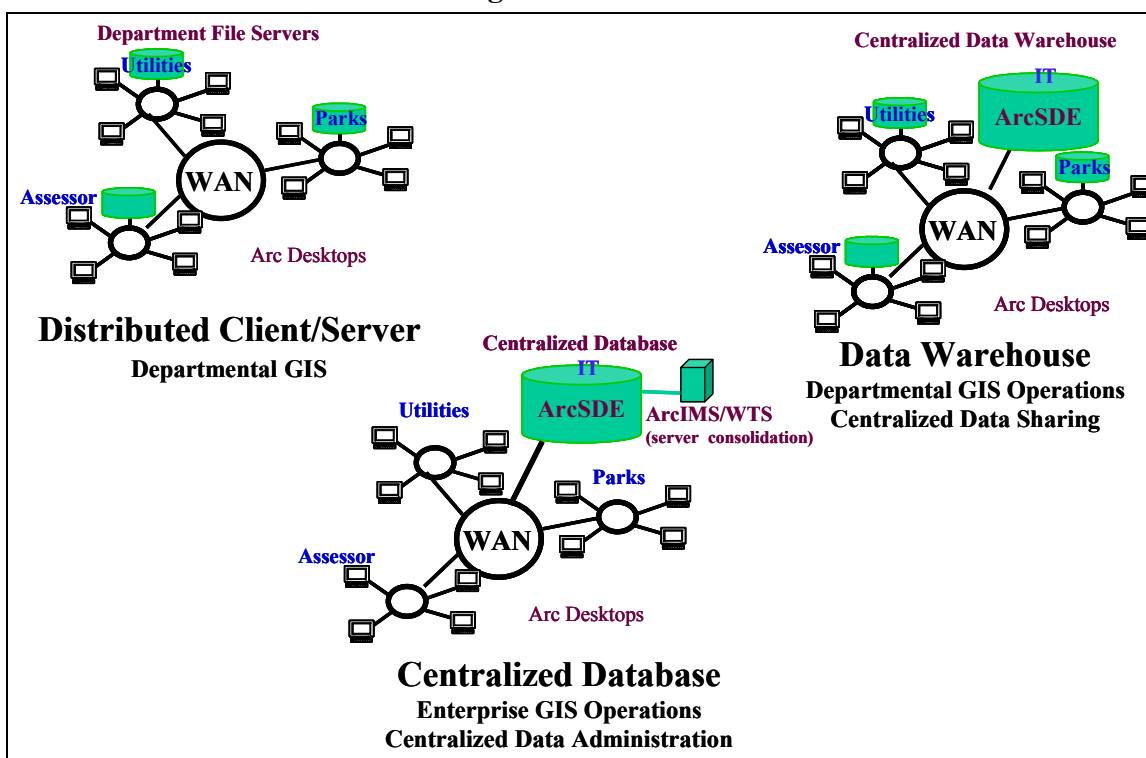 Department File Servers
Utilities
Parks
WAN
Assessor
Arc Desktops
Distributed Client/Server
Departmental GIS
Centralized Data Warehouse
IT
ArcSDE
Utilities
Parks
WAN
Assessor
Arc Desktops
Data Warehouse
Departmental GIS Operations
Centralized Data Sharing
Centralized Database
IT
ArcSDE
ArcIMS/WTS
(server consolidation)
Utilities
Parks
WAN
Assessor
Arc Desktops
Centralized Database
Enterprise GIS Operations
Centralized Data Administration